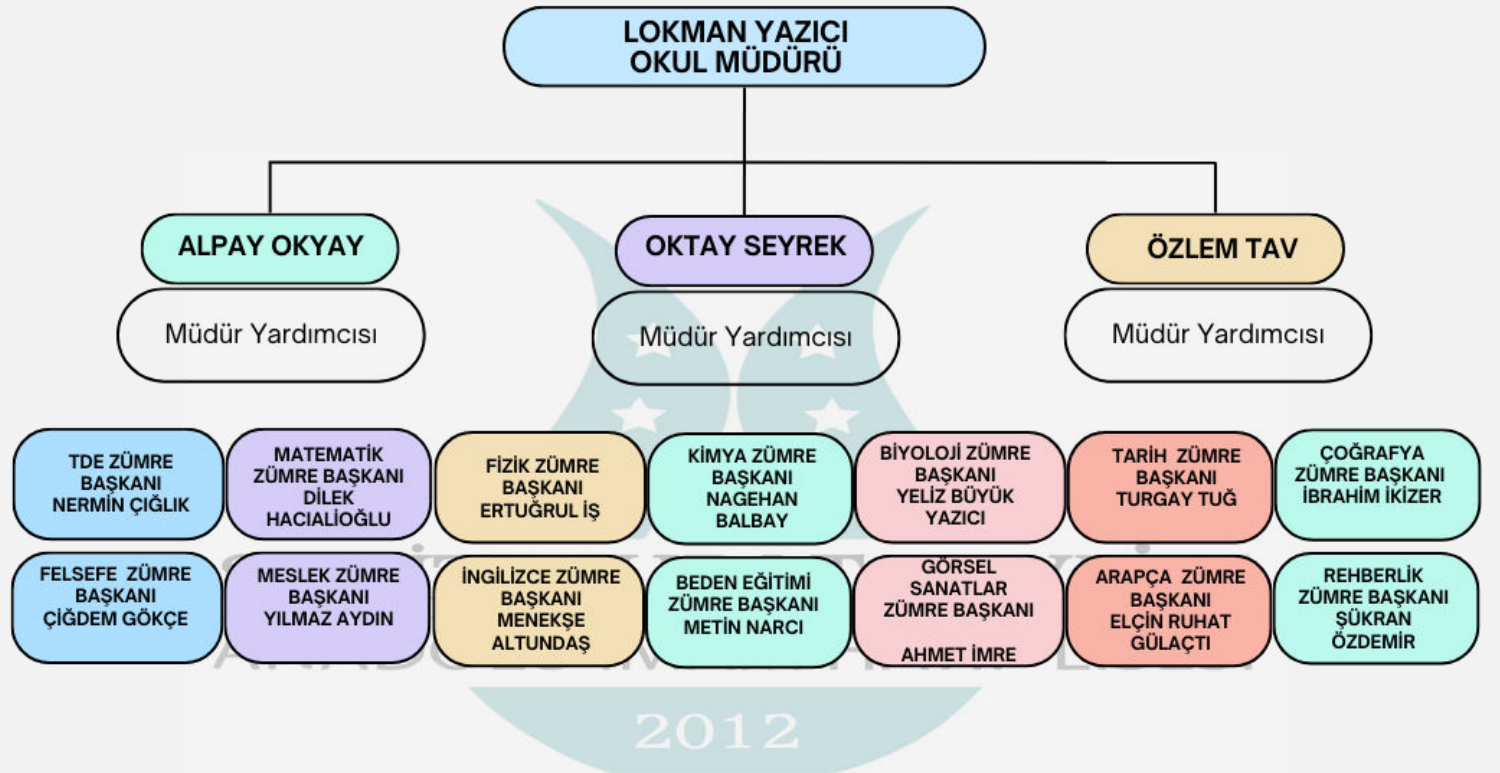 LOKMAN YAZICI
OKUL MÜDÜRÜ
ALPAY OKYAY
Müdür Yardımcısı
OKTAY SEYREK
Müdür Yardımcısı
ÖZLEM TAV
Müdür Yardımcısı
TDE ZÜMRE
BAŞKANI
NERMİN ÇIĞLIK
MATEMATİK
ZÜMRE BAŞKANI
DİLEK
HACIALİOĞLU
FİZİK ZÜMRE
BAŞKANI
ERTUĞRUL İŞ
KİMYA ZÜMRE
BAŞKANI
NAGEHAN
BALBAY
BİYOLOJİ ZÜMRE
BAŞKANI
YELİZ BÜYÜK
YAZICI
TARİH ZÜMRE
BAŞKANI
TURGAY TUĞ
ÇOĞRAFYA
ZÜMRE BAŞKANI
İBRAHİM İKİZER
FELSEFE ZÜMRE
BAŞKANI
ÇİĞDEM GÖKÇE
MESLEK ZÜMRE
BAŞKANI
YILMAZ AYDIN
İNGİLİZCE ZÜMRE
BAŞKANI
MENEKŞE
ALTUNDAŞ
BEDEN EĞİTİMİ
ZÜMRE BAŞKANI
METİN NARCI
GÖRSEL
SANATLAR
ZÜMRE BAŞKANI
AHMET İMRE
ARAPÇA ZÜMRE
BAŞKANI
ELÇİN RUHAT
GÜLAÇTI
REHBERLİK
ZÜMRE BAŞKANI
ŞÜKRAN
ÖZDEMİR
2012